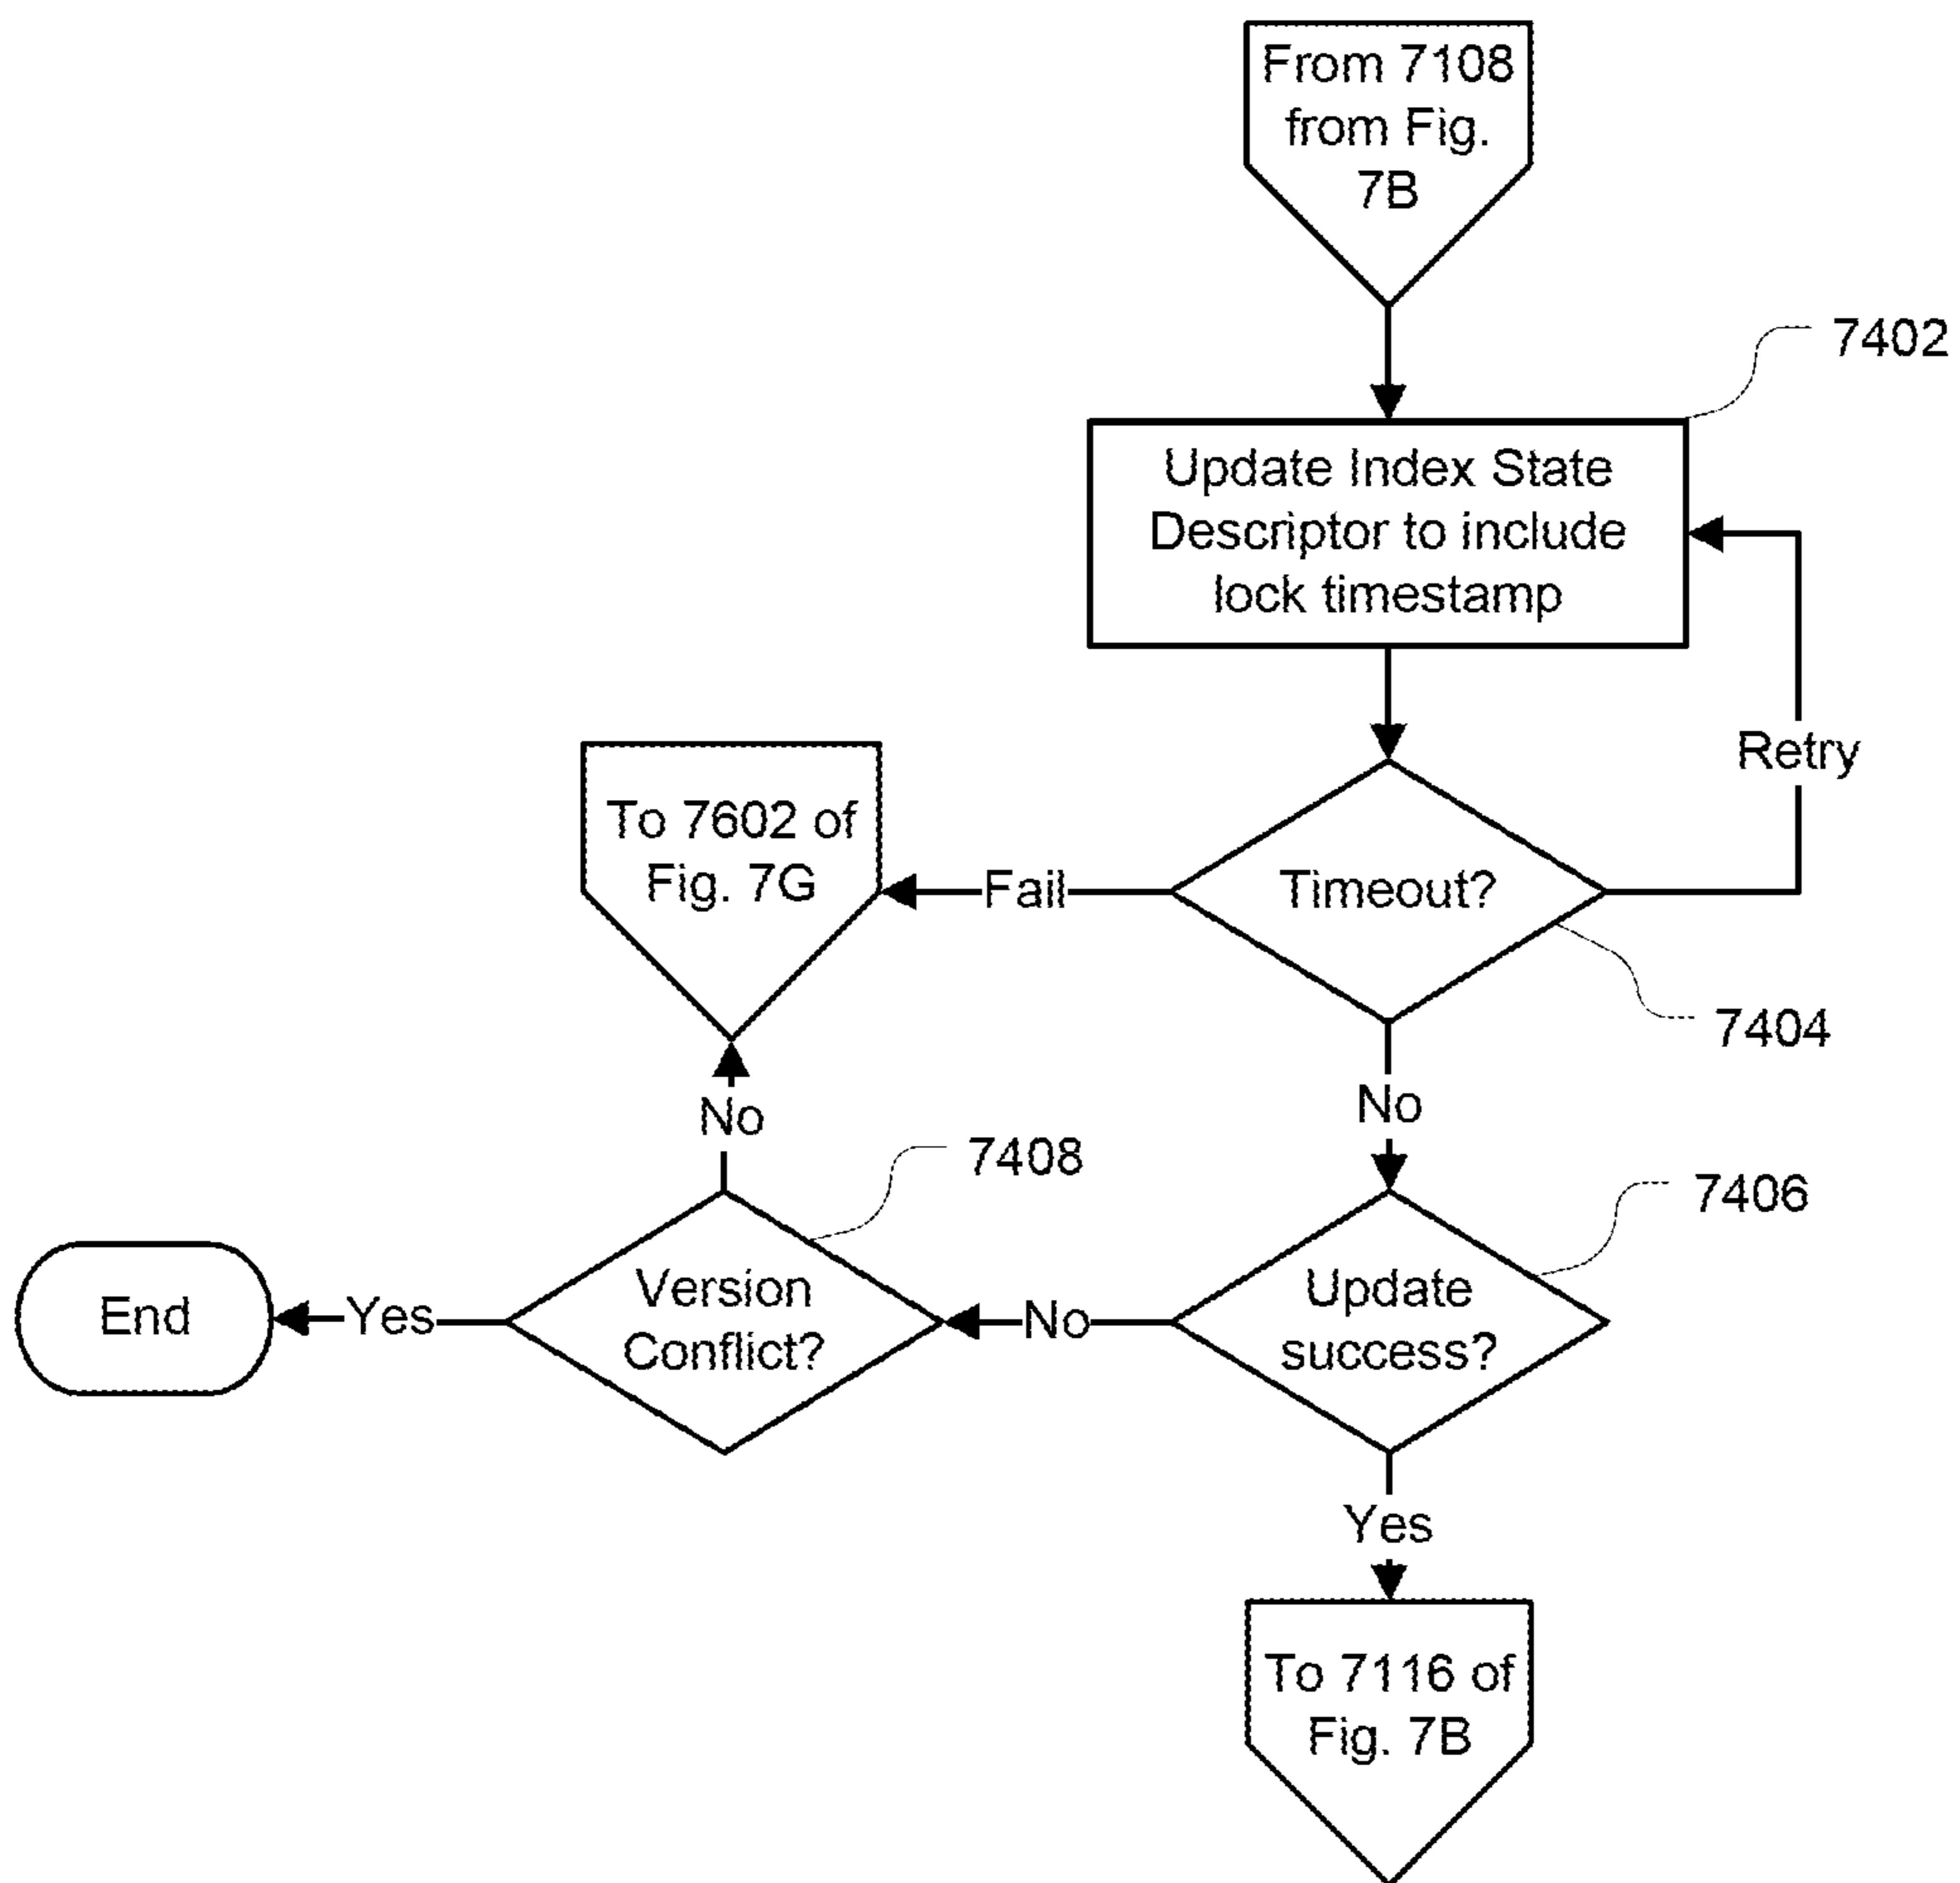 From 7108
from Fig.
7B
7402
Update Index State
Descriptor to include
lock timestamp
Retry
To 7602 of
Fig. 7G
Fail
Timeout?
7404
No
No
7408
7406
End
Yes
Version
Conflict?
No
Update
success?
Yes
To 7116 of
Fig. 7B